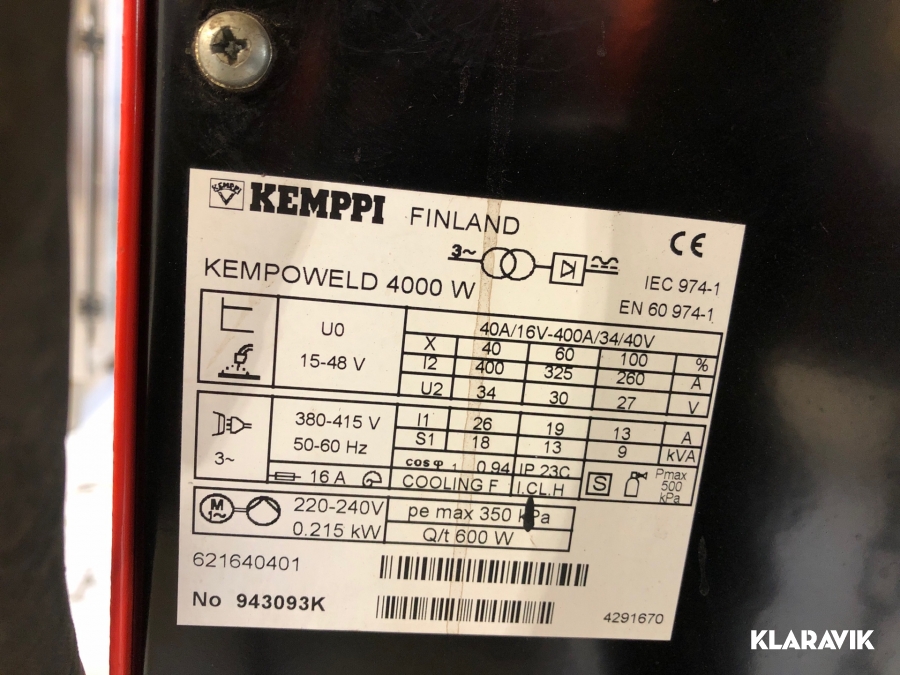 KEMPPI
KEMPPI FINLAND
CE
3~
KEMPOWELD 4000 W
IEC 974-1
EN 60 974-1
40A/16V-400A/34/40V
U0
15-48 V
X 40 60 100 %
I2 400 325 260 A
U2 34 30 27 V
3~
380-415 V
50-60 Hz
I1 26 19 13 A
S1 18 13 9 kVA
16 A
cos φ 1 0.94 IP 23C
COOLING F I.CL.H
S
Pmax
500
kPa
M
1~
220-240V
0.215 kW
pe max 350 kPa
Q/t 600 W
621640401
No 943093K
4291670
KLARAVIK